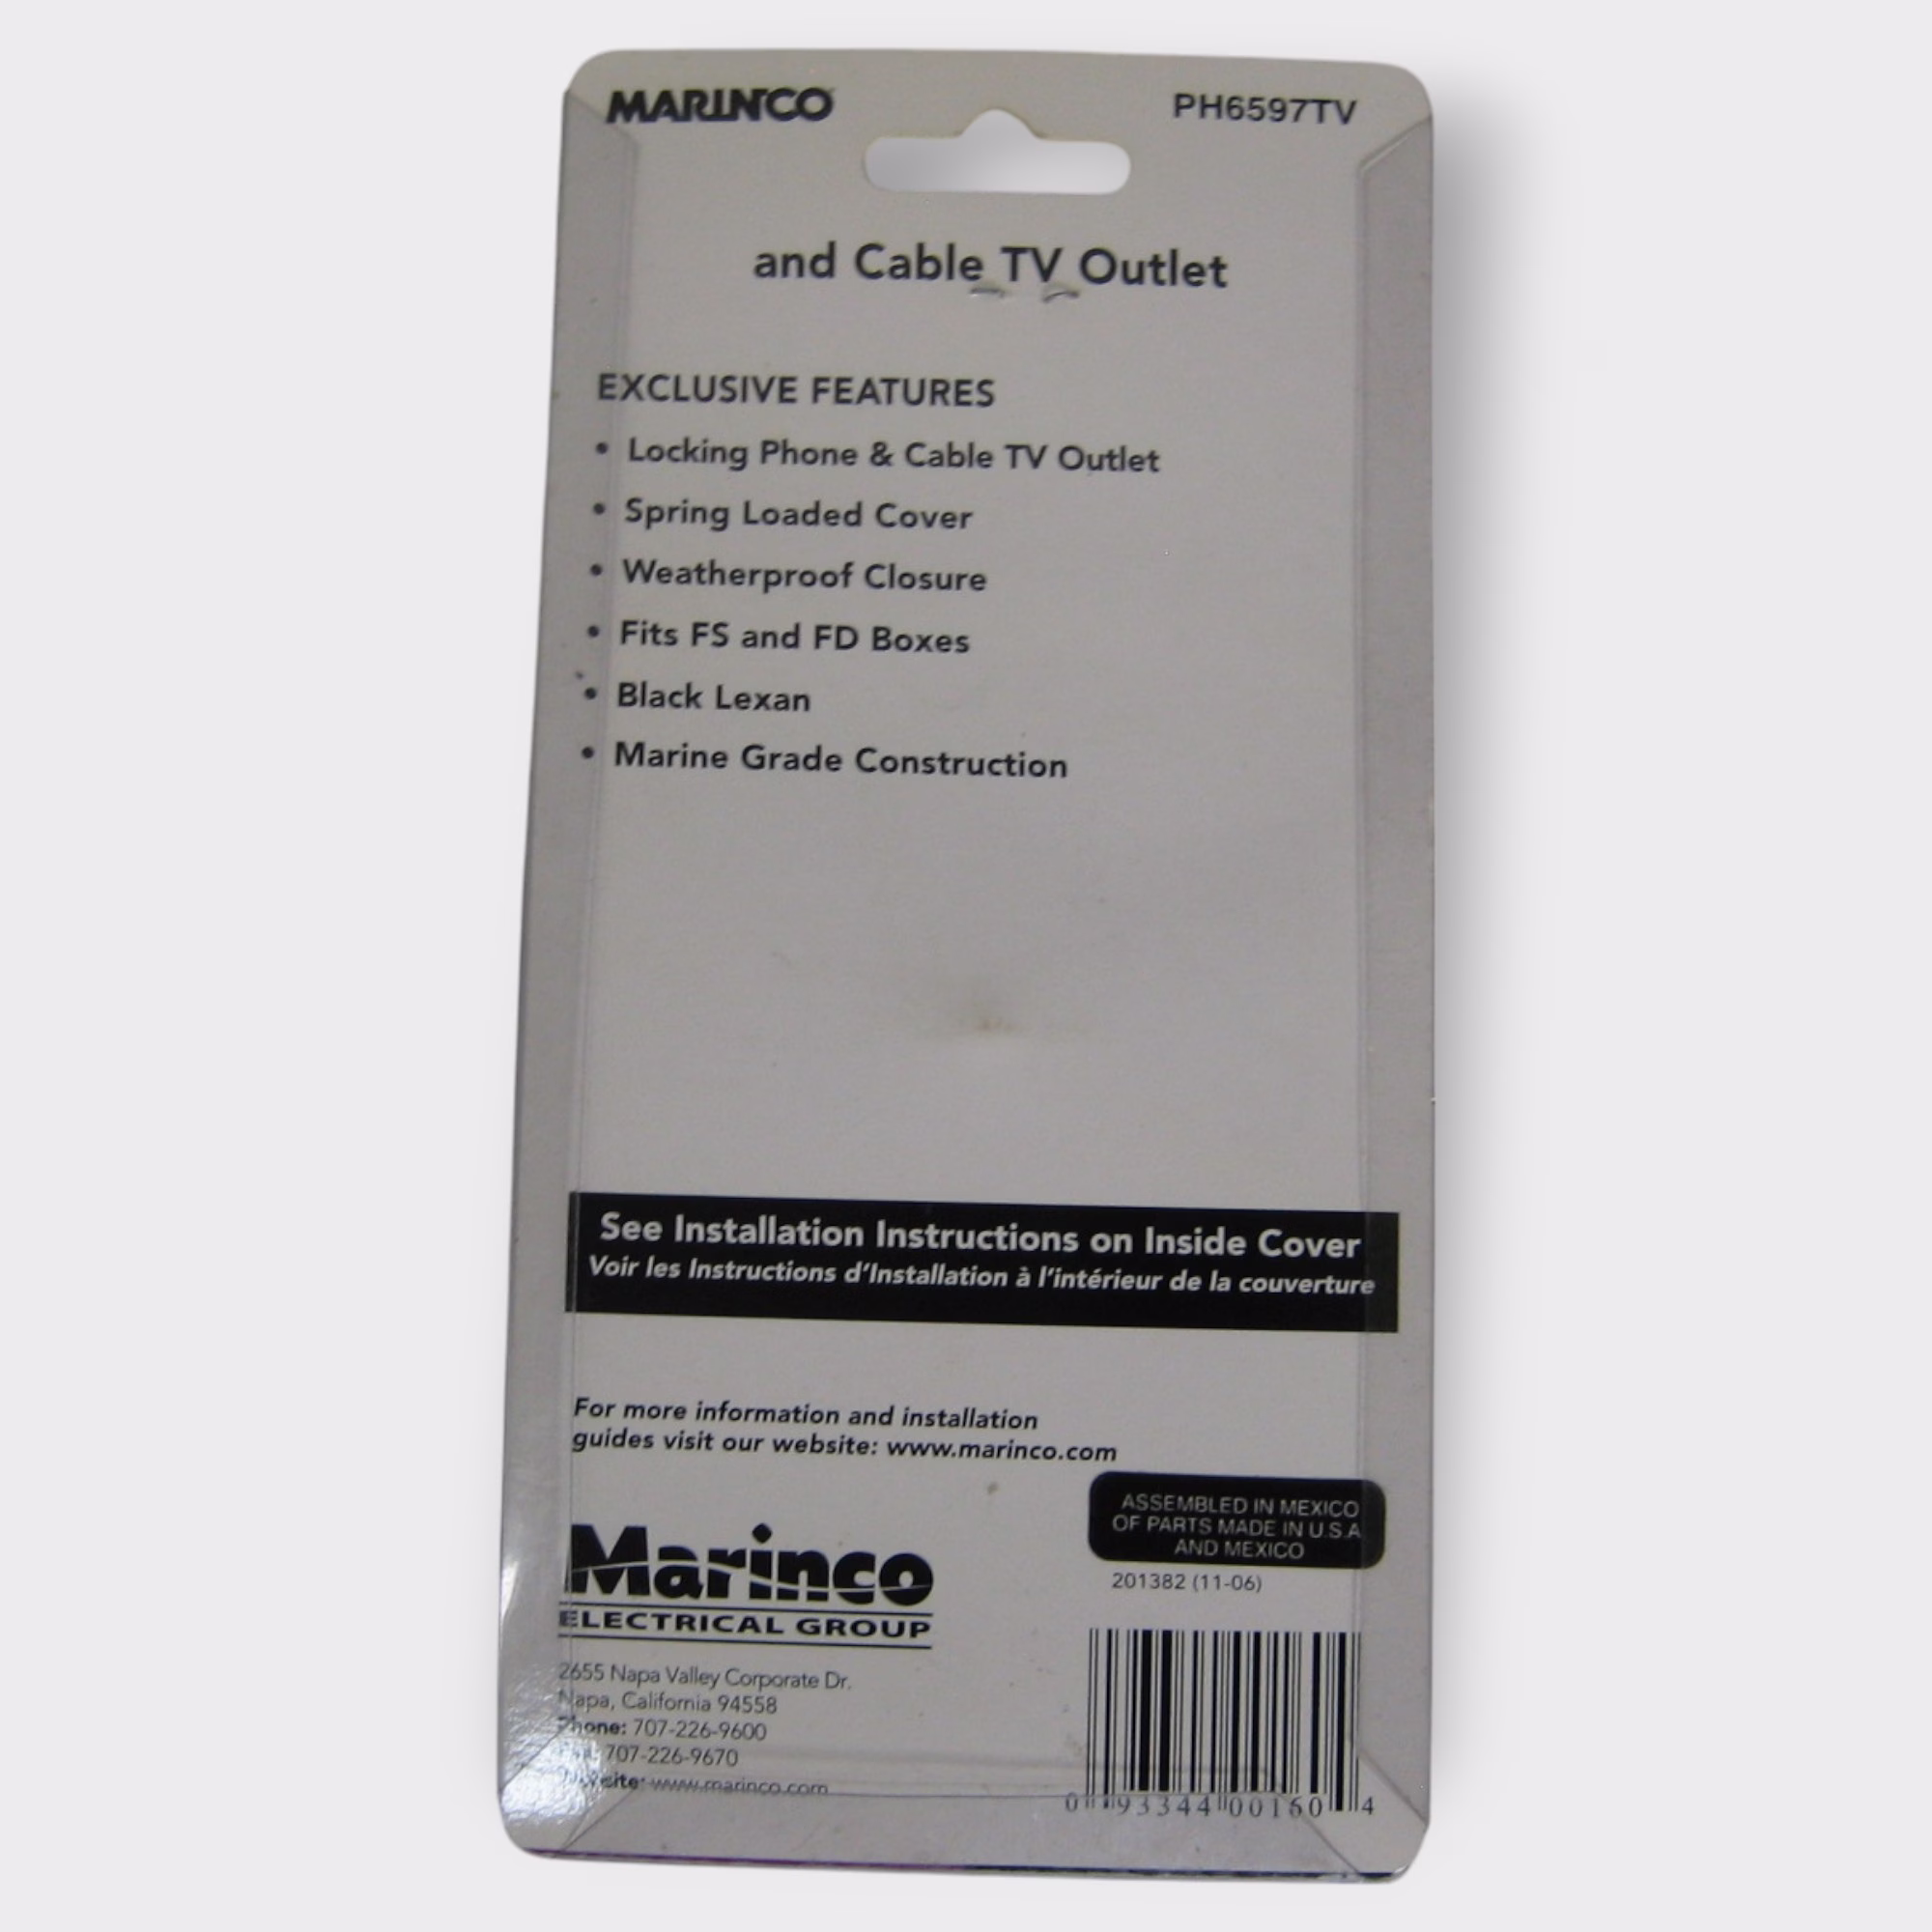 MARINCO
PH6597TV
and Cable TV Outlet
EXCLUSIVE FEATURES
• Locking Phone & Cable TV Outlet
• Spring Loaded Cover
• Weatherproof Closure
• Fits FS and FD Boxes
• Black Lexan
• Marine Grade Construction
See Installation Instructions on Inside Cover
Voir les Instructions d'Installation à l'intérieur de la couverture
For more information and installation
guides visit our website: www.marinco.com
ASSEMBLED IN MEXICO
OF PARTS MADE IN U.S.A
AND MEXICO
201382 (11-06)
Marinco
ELECTRICAL GROUP
2655 Napa Valley Corporate Dr.
Napa, California 94558
Phone: 707-226-9600
707-226-9670
Website: www.marinco.com
0 93344 00160 4